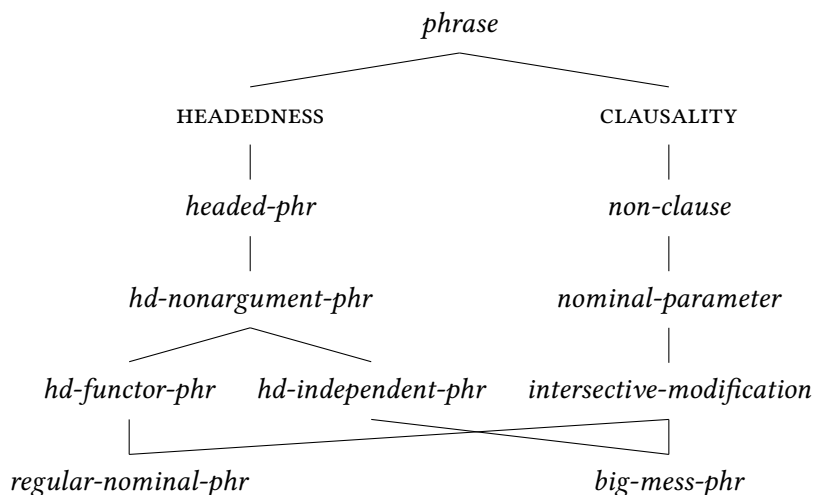 phrase
HEADEDNESS CLAUSALITY
headed-phr non-clause
hd-nonargument-phr nominal-parameter
hd-functor-phr hd-independent-phr intersective-modification
regular-nominal-phr big-mess-phr